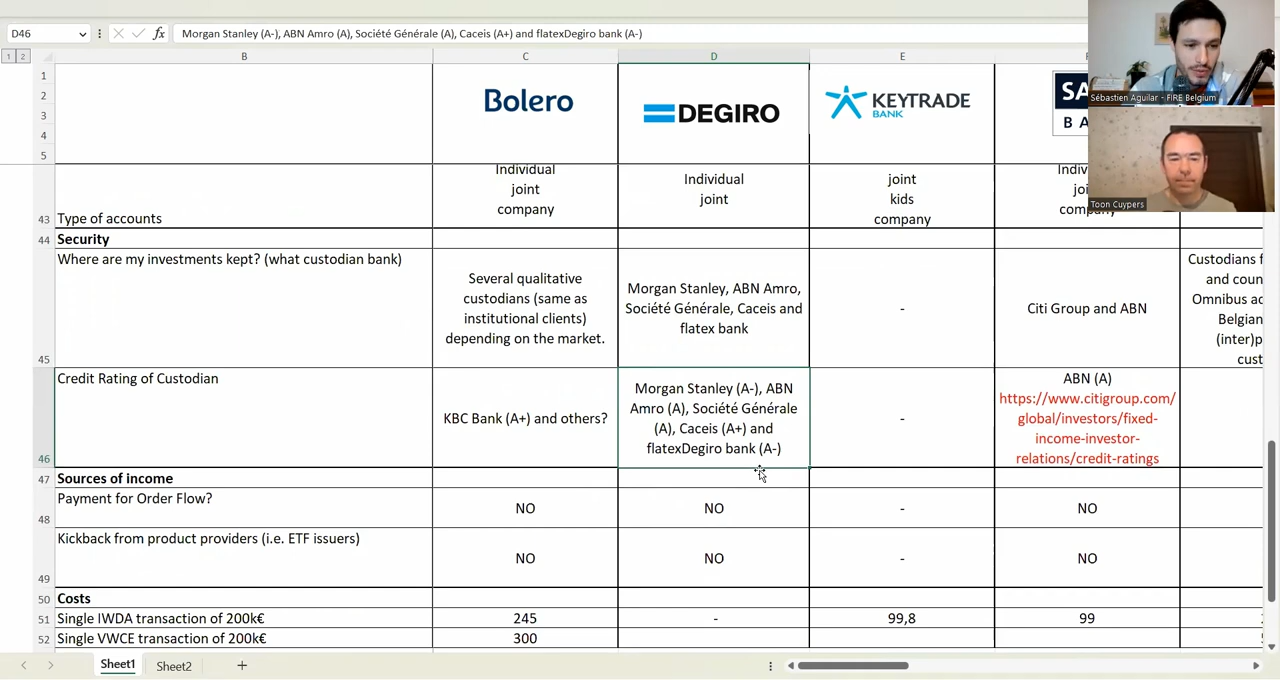 D46
fx
Morgan Stanley (A-), ABN Amro (A), Société Générale (A), Caceis (A+) and flatexDegiro bank (A-)
1 2
B C D E
1
2
3
4
5
Bolero
DEGIRO
KEYTRADE
BANK
SA
B A
Sébastien Aguilar - FIRE Belgium
Toon Cuypers
43
Type of accounts
Individual
joint
company
Individual
joint
joint
kids
company
44
Security
45
Where are my investments kept? (what custodian bank)
Several qualitative
custodians (same as
institutional clients)
depending on the market.
Morgan Stanley, ABN Amro,
Société Générale, Caceis and
flatex bank
-
Citi Group and ABN
Custodians f
and coun
Omnibus ac
Belgian
(inter)p
cust
46
Credit Rating of Custodian
KBC Bank (A+) and others?
Morgan Stanley (A-), ABN
Amro (A), Société Générale
(A), Caceis (A+) and
flatexDegiro bank (A-)
-
ABN (A)
https://www.citigroup.com/
global/investors/fixed-
income-investor-
relations/credit-ratings
47
Sources of income
48
Payment for Order Flow?
NO
NO
-
NO
49
Kickback from product providers (i.e. ETF issuers)
NO
NO
-
NO
50
Costs
51
Single IWDA transaction of 200k€
245
-
99,8
99
52
Single VWCE transaction of 200k€
300
Sheet1
Sheet2